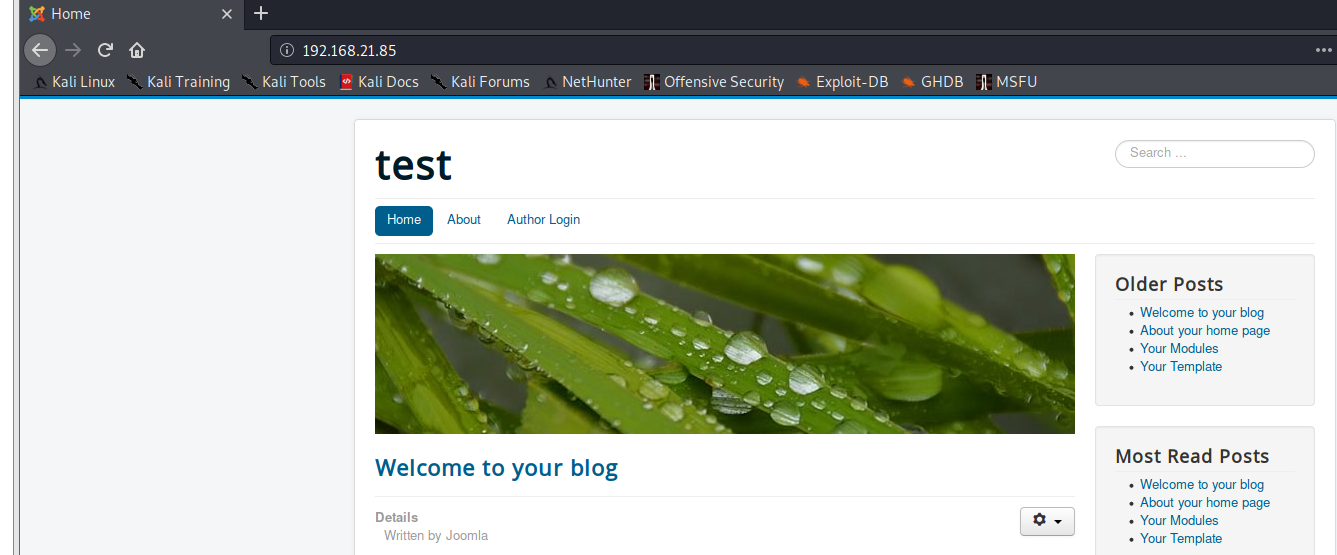 Home
192.168.21.85
Kali Linux Kali Training Kali Tools Kali Docs Kali Forums NetHunter Offensive Security Exploit-DB GHDB MSFU
test
Search ...
Home About Author Login
Welcome to your blog
Details
Written by Joomla
Older Posts
Welcome to your blog
About your home page
Your Modules
Your Template
Most Read Posts
Welcome to your blog
About your home page
Your Modules
Your Template